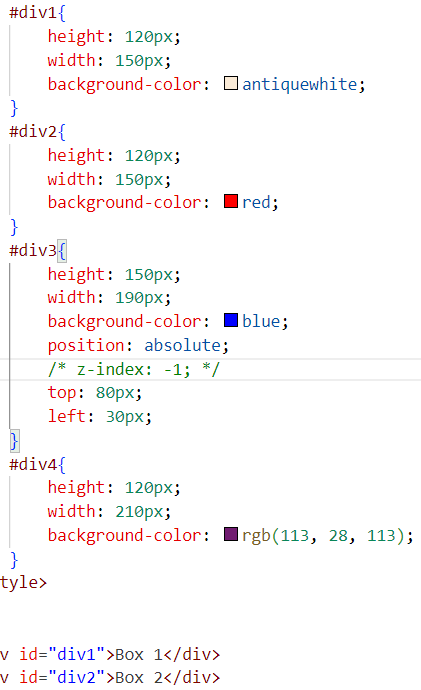 #div1{
height: 120px;
width: 150px;
background-color: antiquewhite;
}
#div2{
height: 120px;
width: 150px;
background-color: red;
}
#div3{
height: 150px;
width: 190px;
background-color: blue;
position: absolute;
/* z-index: -1; */
top: 80px;
left: 30px;
}
#div4{
height: 120px;
width: 210px;
background-color: rgb(113, 28, 113);
}
tyle>
v id="div1">Box 1</div>
v id="div2">Box 2</div>